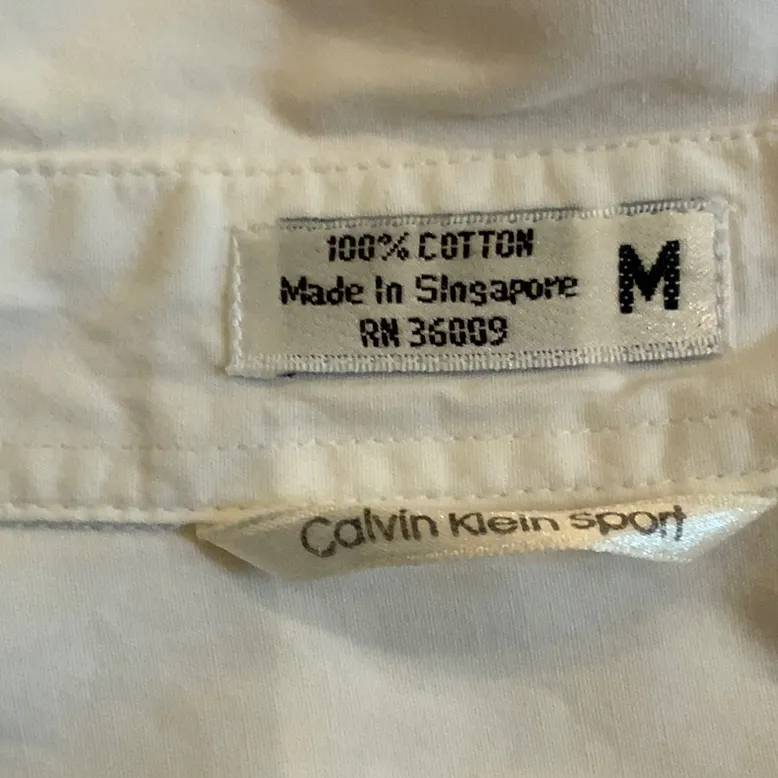 100% COTTON
Made In SIngapore
RN 36009
M
Calvin Klein sport